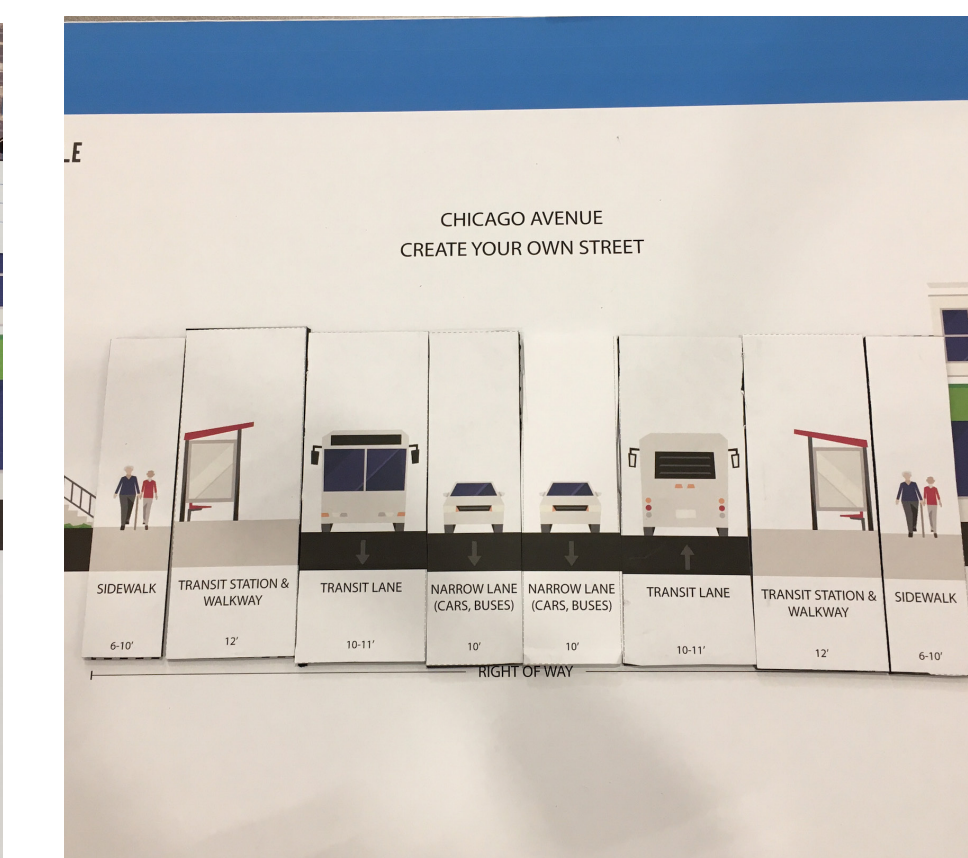 LE
CHICAGO AVENUE
CREATE YOUR OWN STREET
SIDEWALK
6-10'
TRANSIT STATION &
WALKWAY
12'
TRANSIT LANE
10-11'
NARROW LANE
(CARS, BUSES)
10'
NARROW LANE
(CARS, BUSES)
10'
TRANSIT LANE
10-11'
TRANSIT STATION &
WALKWAY
12'
SIDEWALK
6-10'
RIGHT OF WAY